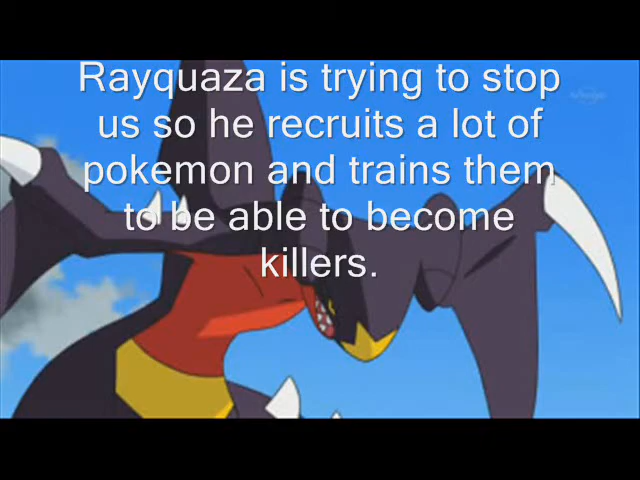 Rayquaza is trying to stop
us so he recruits a lot of
pokemon and trains them
to be able to become
killers.